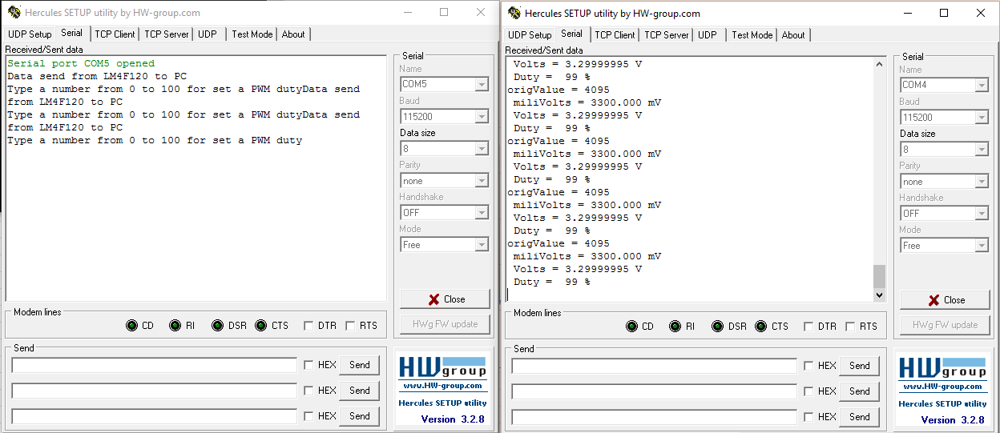 Hercules SETUP utility by HW-group.com
UDP Setup Serial TCP Client TCP Server UDP Test Mode About
Received/Sent data
Serial port COM5 opened
Data send from LM4F120 to PC
Type a number from 0 to 100 for set a PWM dutyData send
from LM4F120 to PC
Type a number from 0 to 100 for set a PWM dutyData send
from LM4F120 to PC
Type a number from 0 to 100 for set a PWM duty
Serial
Name
COM5
Baud
115200
Data size
8
Parity
none
Handshake
OFF
Mode
Free
Close
HWg FW update
Modem lines
CD RI DSR CTS DTR RTS
Send
HEX Send
HEX Send
HEX Send
HW group
www.HW-group.com
Hercules SETUP utility
Version 3.2.8
Hercules SETUP utility by HW-group.com
UDP Setup Serial TCP Client TCP Server UDP Test Mode About
Received/Sent data
Volts = 3.29999995 V
Duty = 99 %
origValue = 4095
miliVolts = 3300.000 mV
Volts = 3.29999995 V
Duty = 99 %
origValue = 4095
miliVolts = 3300.000 mV
Volts = 3.29999995 V
Duty = 99 %
origValue = 4095
miliVolts = 3300.000 mV
Volts = 3.29999995 V
Duty = 99 %
origValue = 4095
miliVolts = 3300.000 mV
Volts = 3.29999995 V
Duty = 99 %
Serial
Name
COM4
Baud
115200
Data size
8
Parity
none
Handshake
OFF
Mode
Free
Close
HWg FW update
Modem lines
CD RI DSR CTS DTR RTS
Send
HEX Send
HEX Send
HEX Send
HW group
www.HW-group.com
Hercules SETUP utility
Version 3.2.8